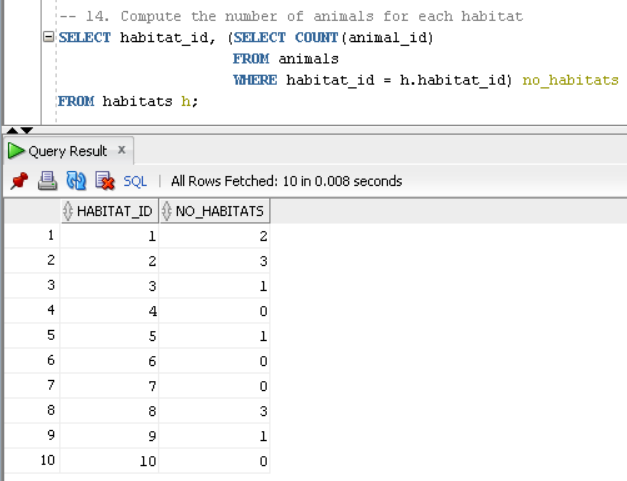 -- 14. Compute the number of animals for each habitat
SELECT habitat_id, (SELECT COUNT(animal_id)
FROM animals
WHERE habitat_id = h.habitat_id) no_habitats
FROM habitats h;
Query Result x
SQL | All Rows Fetched: 10 in 0.008 seconds
HABITAT_ID NO_HABITATS
1 1 2
2 2 3
3 3 1
4 4 0
5 5 1
6 6 0
7 7 0
8 8 3
9 9 1
10 10 0